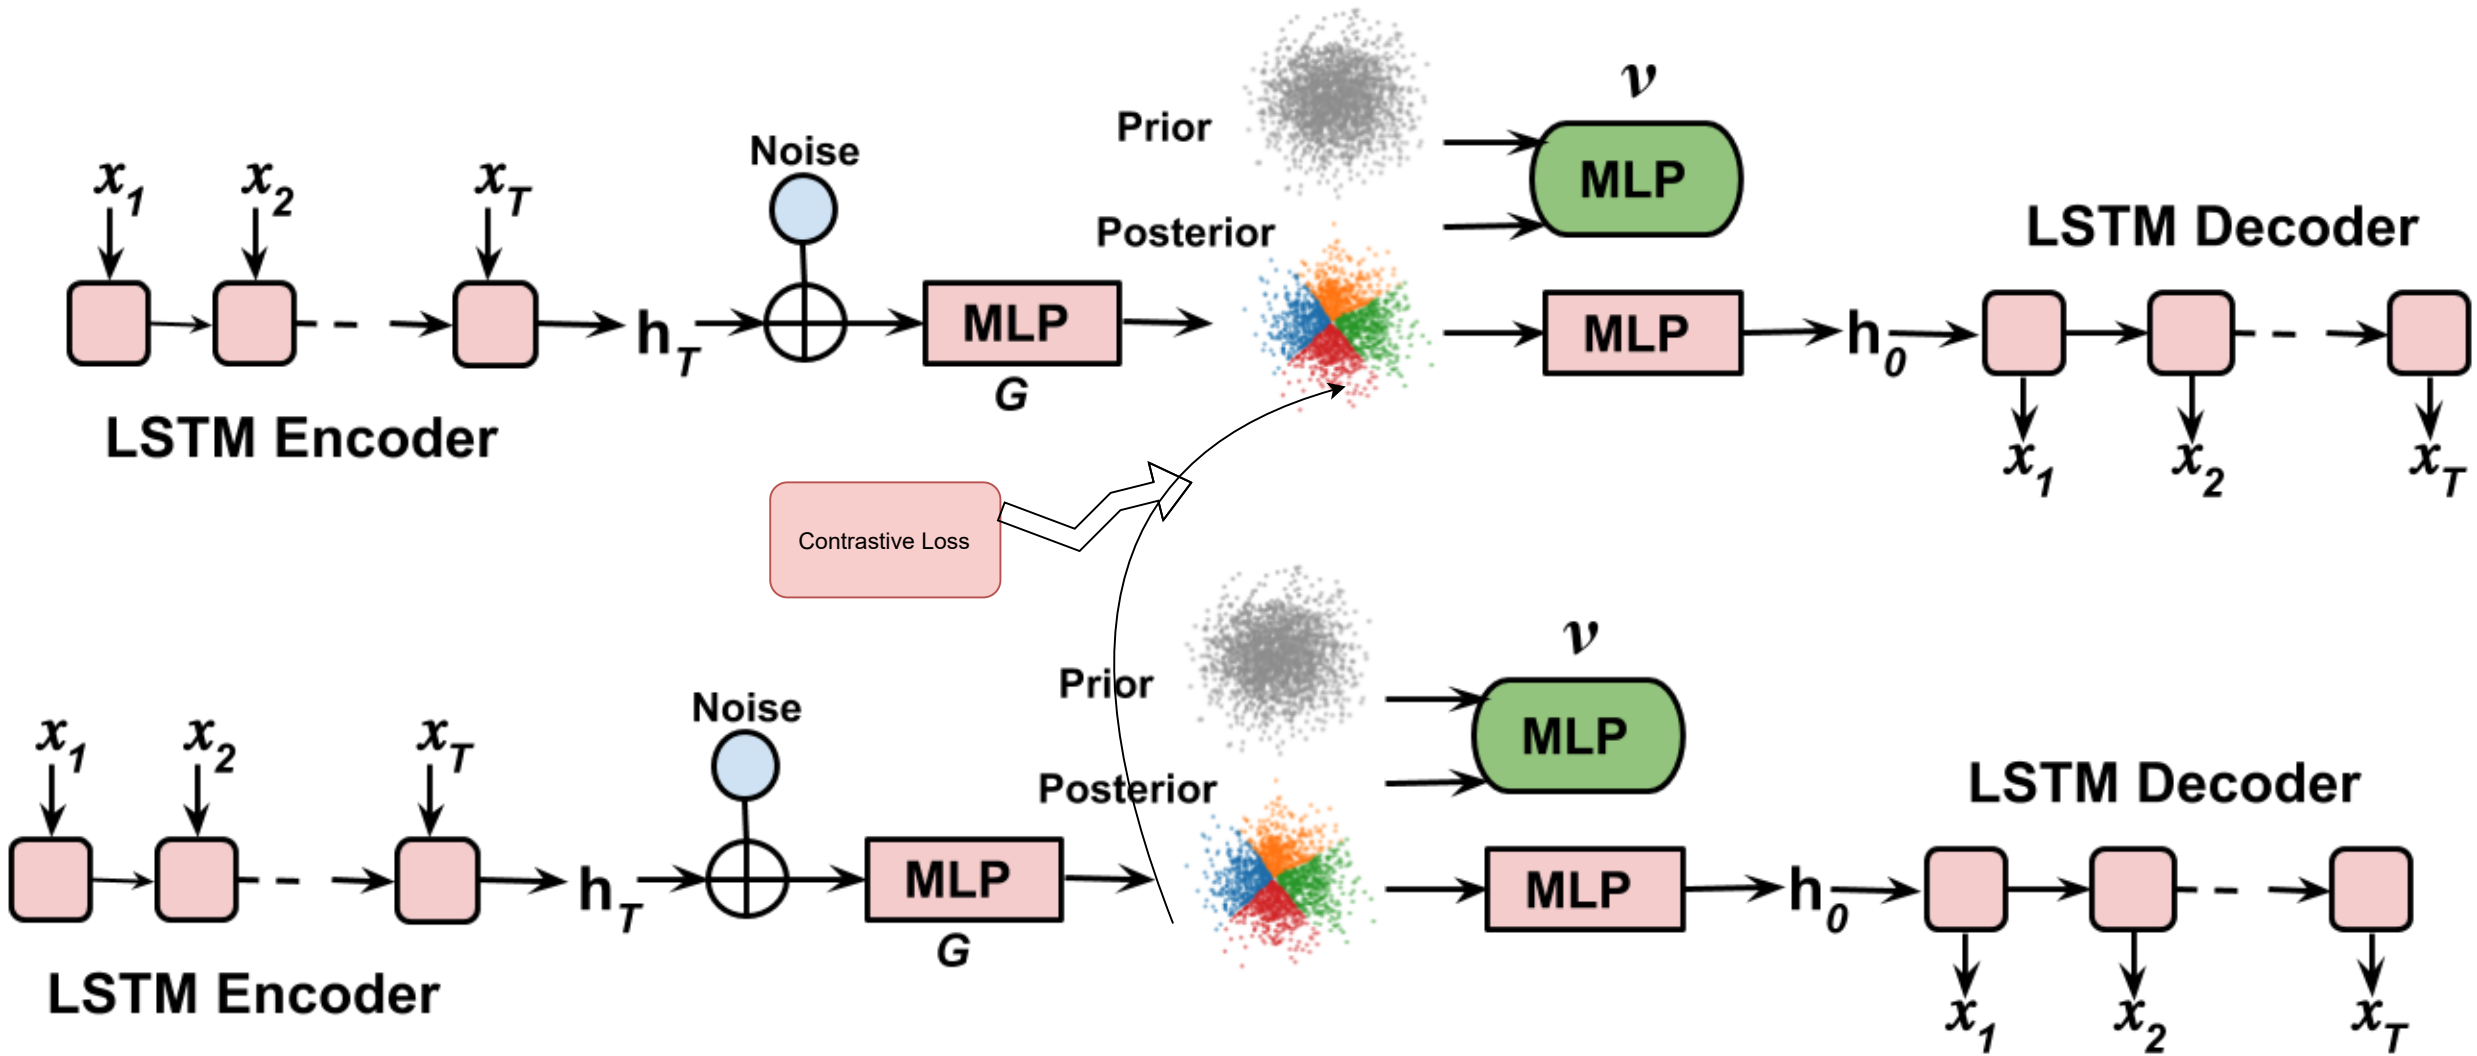 ν
Prior
Noise
MLP
x1 x2 xT
LSTM Decoder
Posterior
hT
MLP
MLP
h0
G
LSTM Encoder
x1 x2 xT
Contrastive Loss
ν
Prior
Noise
MLP
x1 x2 xT
LSTM Decoder
Posterior
hT
MLP
MLP
h0
G
LSTM Encoder
x1 x2 xT